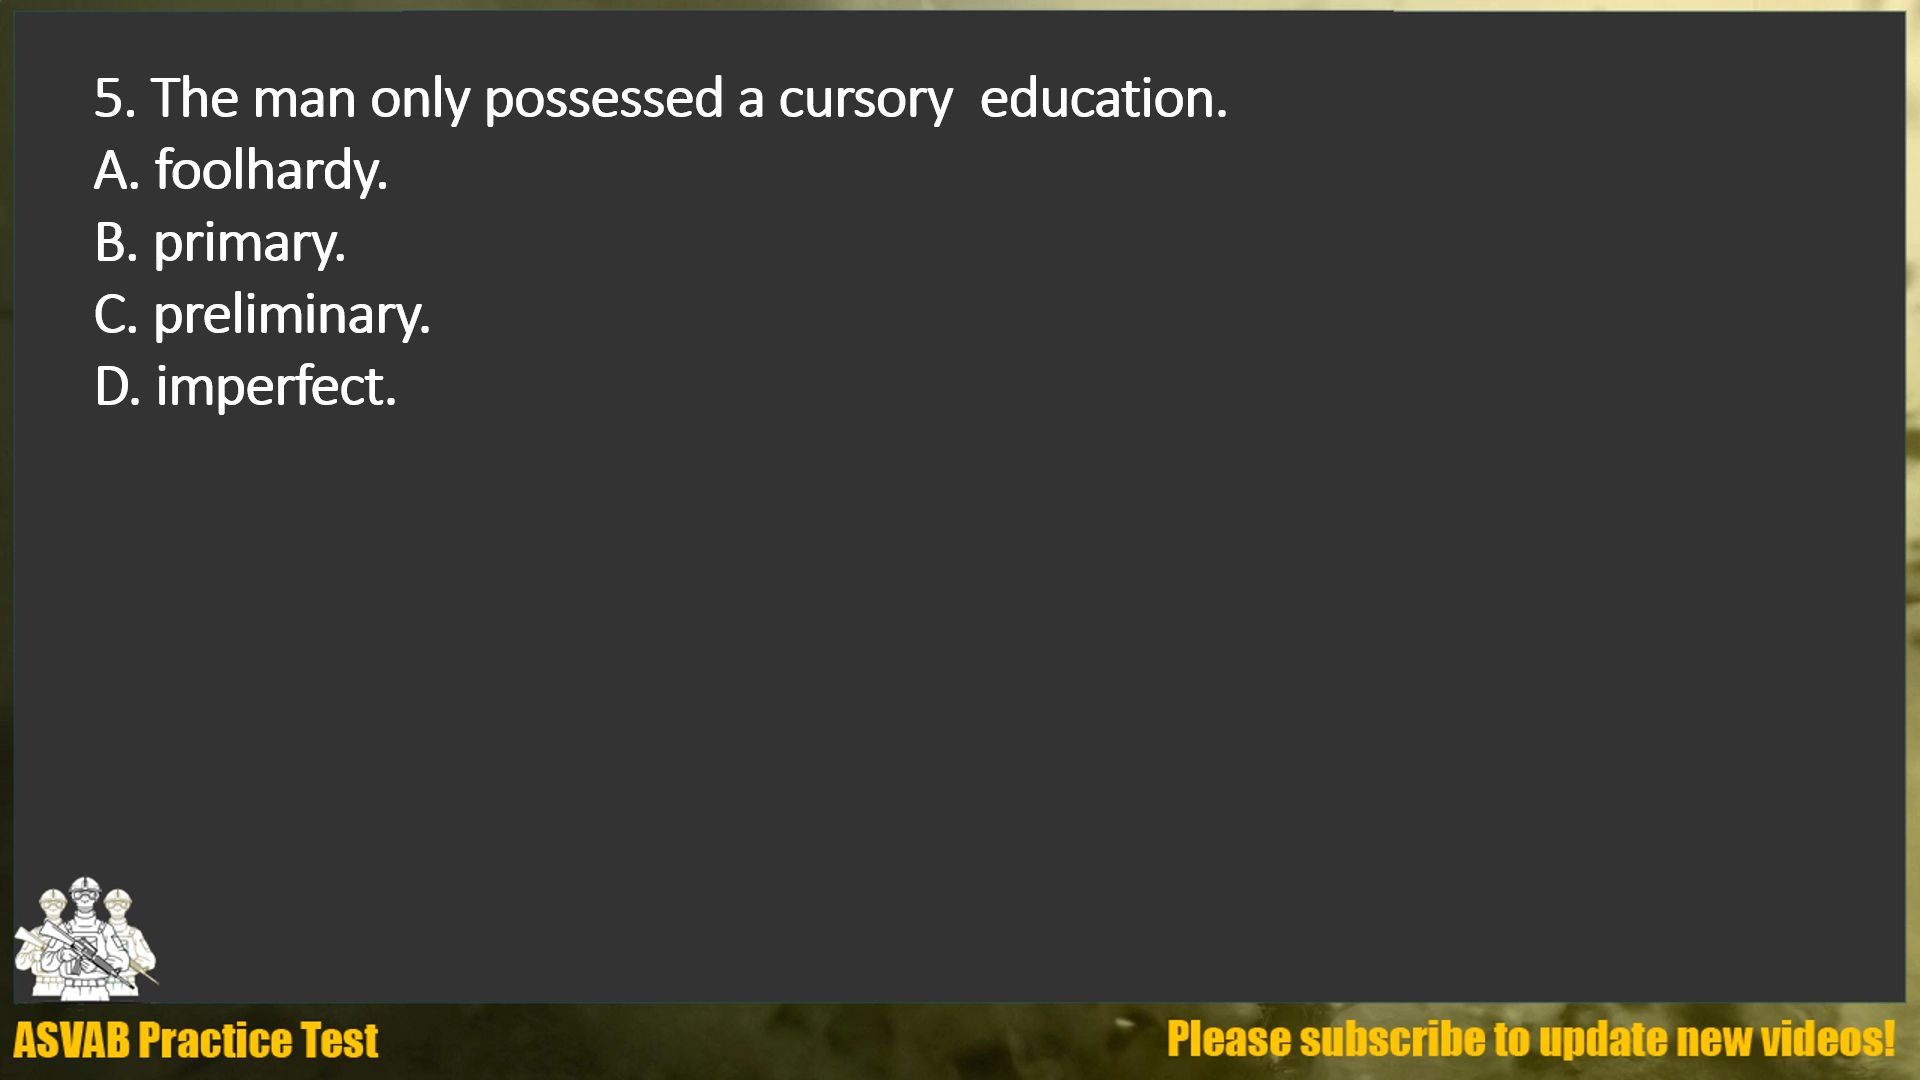 5. The man only possessed a cursory  education.
A. foolhardy.
B. primary.
C. preliminary.
D. imperfect.
ASVAB Practice Test
Please subscribe to update new videos!